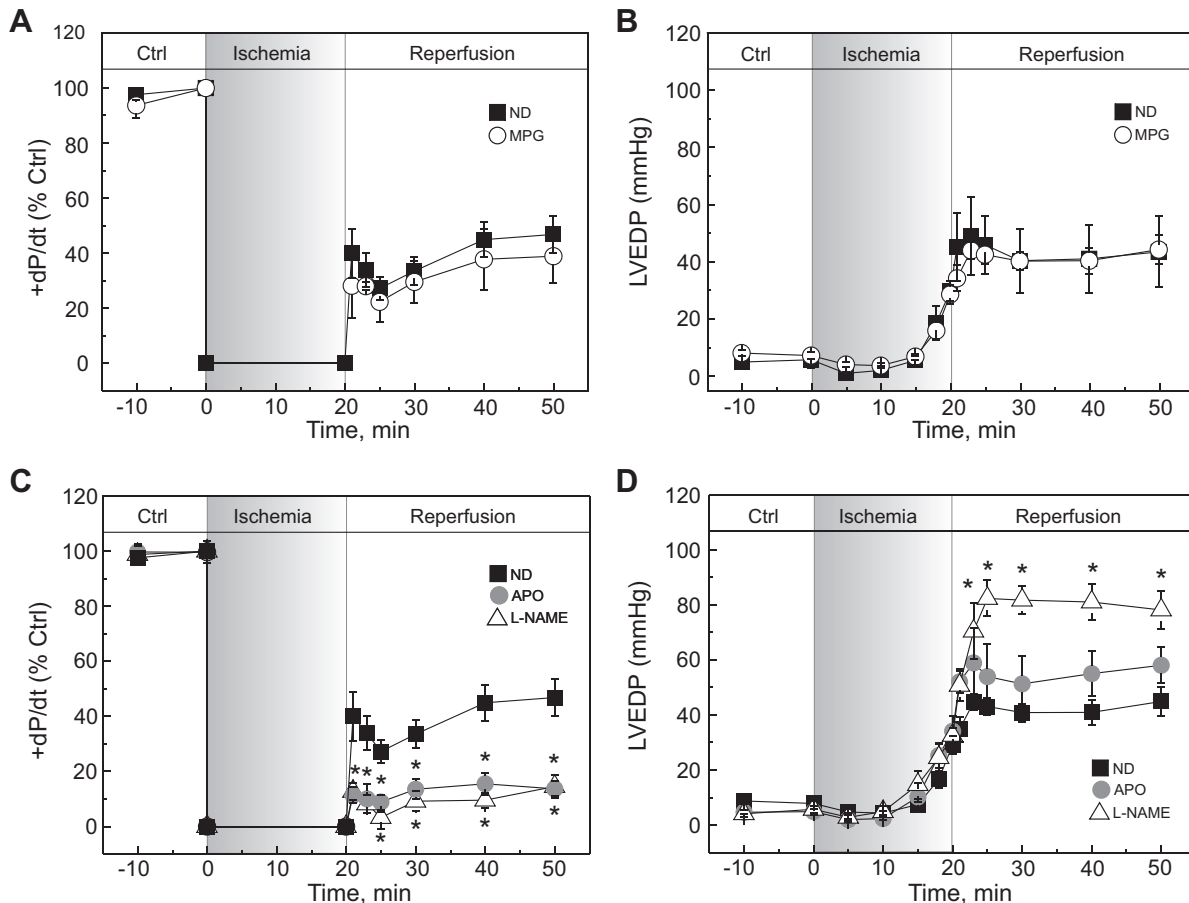 A
120
Ctrl
Ischemia
Reperfusion
100
80
60
40
20
0
+dP/dt (% Ctrl)
ND
MPG
-10
0
10
20
30
40
50
Time, min
B
120
Ctrl
Ischemia
Reperfusion
100
80
60
40
20
0
LVEDP (mmHg)
ND
MPG
-10
0
10
20
30
40
50
Time, min
C
120
Ctrl
Ischemia
Reperfusion
100
80
60
40
20
0
+dP/dt (% Ctrl)
ND
APO
L-NAME
* * * * * *
* * * *
-10
0
10
20
30
40
50
Time, min
D
120
Ctrl
Ischemia
Reperfusion
100
80
60
40
20
0
LVEDP (mmHg)
* * * * *
ND
APO
L-NAME
-10
0
10
20
30
40
50
Time, min